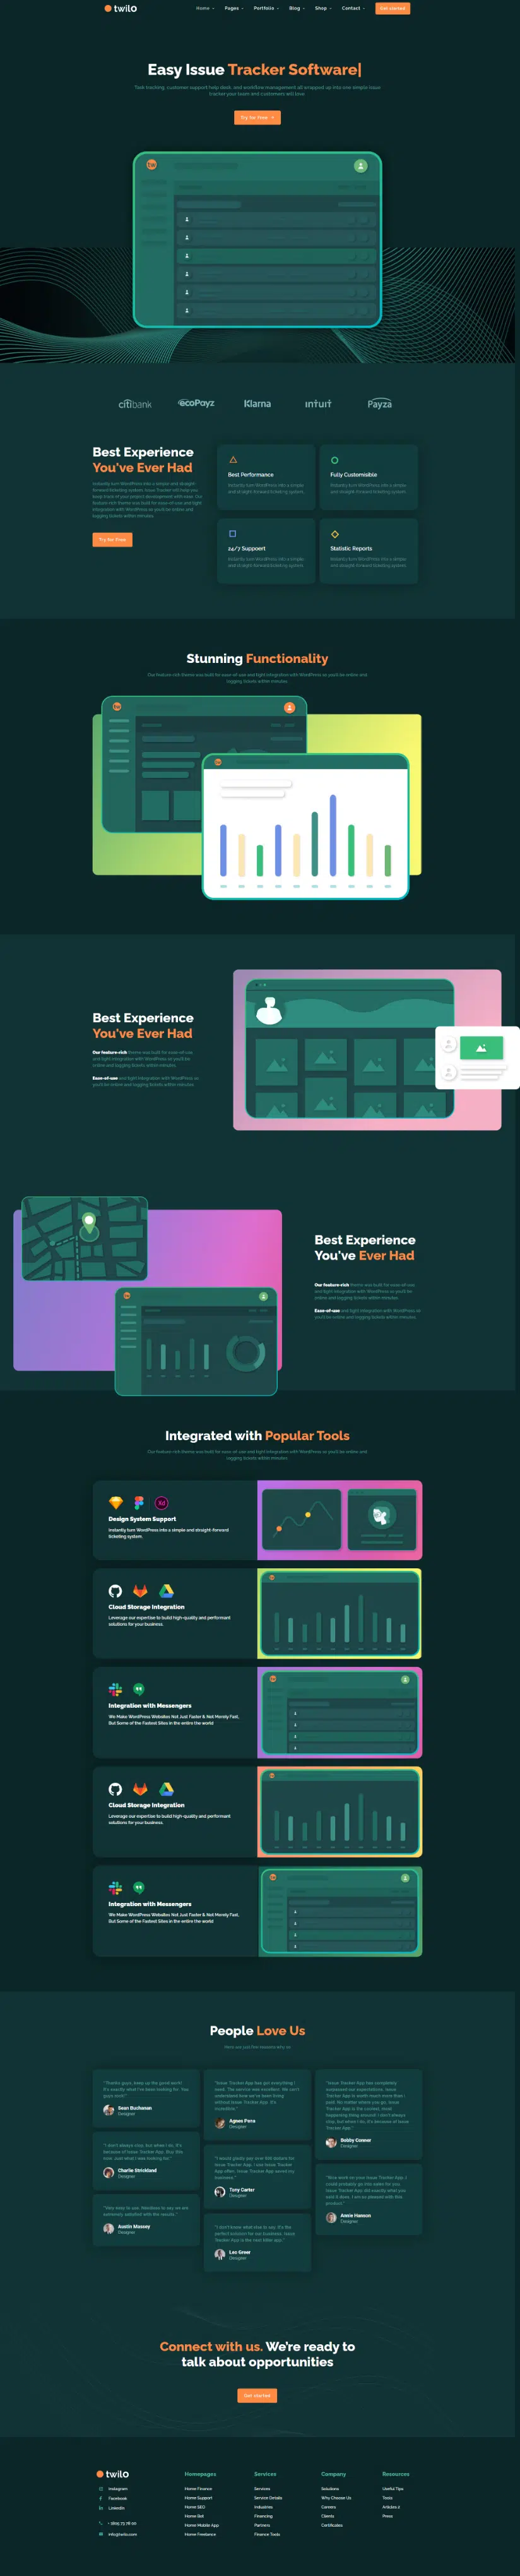 twilo
Home Pages Portfolio Blog Shop Contact Get started
Easy Issue Tracker Software|
Task tracking, customer support help desk, and workflow management all wrapped up into one simple issue
tracker your team and customers will love.
Try for Free
citibank ecoPayz Klarna intuit Payza
Best Experience
You've Ever Had
Instantly turn WordPress into a simple and straight-
forward ticketing system. Issue Tracker will help you
keep track of your project development with ease. Our
feature-rich theme was built for ease-of-use and tight
integration with WordPress so you'll be online and
logging tickets within minutes.
Try for Free
Best Performance
Instantly turn WordPress into a simple
and straight-forward ticketing system.
Fully Customisible
Instantly turn WordPress into a simple
and straight-forward ticketing system.
24/7 Suppoert
Instantly turn WordPress into a simple
and straight-forward ticketing system.
Statistic Reports
Instantly turn WordPress into a simple
and straight-forward ticketing system.
Stunning Functionality
Our feature-rich theme was built for ease-of-use and tight integration with WordPress so you'll be online and
logging tickets within minutes.
Best Experience
You've Ever Had
Our feature-rich theme was built for ease-of-use
and tight integration with WordPress so you'll be
online and logging tickets within minutes.
Ease-of-use and tight integration with WordPress so
you'll be online and logging tickets within minutes.
Best Experience
You've Ever Had
Our feature-rich theme was built for ease-of-use
and tight integration with WordPress so you'll be
online and logging tickets within minutes.
Ease-of-use and tight integration with WordPress so
you'll be online and logging tickets within minutes.
Integrated with Popular Tools
Our feature-rich theme was built for ease-of-use and tight integration with WordPress so you'll be online and
logging tickets within minutes.
Xd
Design System Support
Instantly turn WordPress into a simple and straight-forward
ticketing system.
Cloud Storage Integration
Leverage our expertise to build high-quality and performant
solutions for your business.
Integration with Messengers
We Make WordPress Websites Not Just Faster & Not Merely Fast,
But Some of the Fastest Sites in the entire the world
Cloud Storage Integration
Leverage our expertise to build high-quality and performant
solutions for your business.
Integration with Messengers
We Make WordPress Websites Not Just Faster & Not Merely Fast,
But Some of the Fastest Sites in the entire the world
People Love Us
Here are just few reasons why us
"Thanks guys, keep up the good work!
It's exactly what I've been looking for. You
guys rock!"
Sean Buchanan
Designer
"I don't always stop, but when I do, it's
because of Issue Tracker App. But title
now. Just what I was looking for."
Charlie Strickland
Designer
"Very easy to use. Needless to say we are
extremely satisfied with the results."
Austin Massey
Designer
"Issue Tracker App has got everything I
need. The service was excellent. We can't
understand how we've been living
without Issue Tracker App. It's
incredible."
Agnes Pena
Designer
"I would gladly pay over 600 dollars for
Issue Tracker App. I use Issue Tracker
App often. Issue Tracker App saved my
business."
Tony Carter
Designer
"I don't know what else to say. It's the
perfect solution for our business. Issue
Tracker App is the next killer app."
Leo Greer
Designer
"Issue Tracker App has completely
surpassed our expectations. Issue
Tracker App is worth much more than I
paid. No matter where you go, Issue
Tracker App is the coolest, most
happening thing around! I don't always
clop, but when I do, it's because of Issue
Tracker App."
Bobby Conner
Designer
"Nice work on your Issue Tracker App. I
could probably go into sales for you.
Issue Tracker App did exactly what you
said it does. I am so pleased with this
product."
Annie Hanson
Designer
Connect with us. We're ready to
talk about opportunities
Get started
twilo
Instagram
Facebook
LinkedIn
info@twilo.com
Homepages
Home Finance
Home Support
Home SEO
Home Bot
Home Mobile App
Home Freelance
Services
Services
Service Details
Industries
Financing
Partners
Finance Tools
Company
Solutions
Why Choose Us
Careers
Clients
Certificates
Resources
Useful Tips
Tools
Articles 2
Press